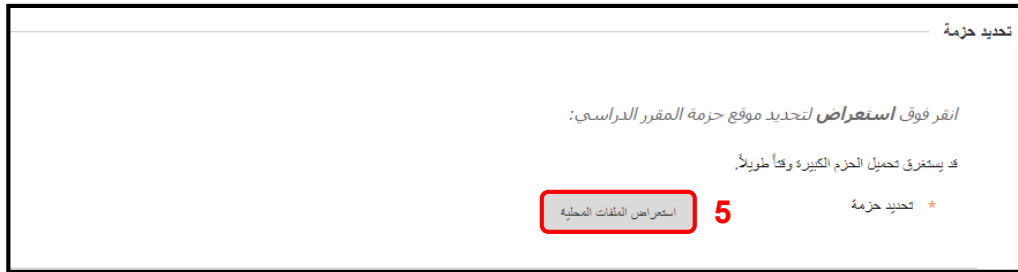 تحديد حزمة
انقر فوق استعراض لتحديد موقع حزمة المقرر الدراسي:
قد يستغرق تحميل الحزم الكبيرة وقتاً طويلاً.
* تحديد حزمة 5 استعراض الملفات المحلية